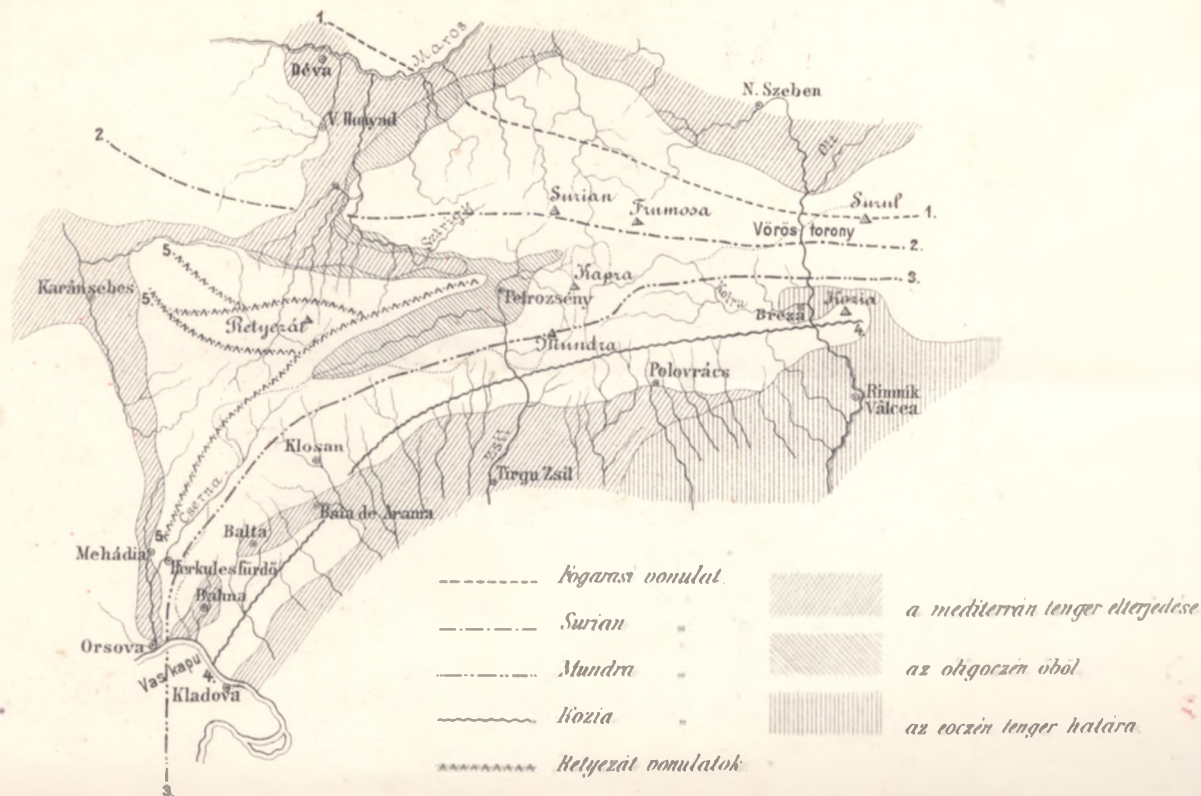 1.
Maros
Déva
N. Szeben
V. Hunyad
2.
Olt
Surian
Frumosa
Surul
1.
Sztrigy
Vörös torony
2.
5.
Kapra
3.
Karánsebes
5.
Petrozsény
Kozia
Retyezát
Breza
4.
Mundra
Polovrács
Rimnik
Válcea
Klosan
Zsil
Tirgu Zsil
Cserna
Baia de Arama
5.
Balta
Mehádia
Herkulesfürdő
Bahna
Orsova
Vas kapu
4.
Kladova
3.
Fogarasi vonulat
Surian "
Mundra "
Kozia "
Retyezát vonulatok
a mediterrán tenger elterjedése
az oligoczén öböl
az eoczén tenger határa